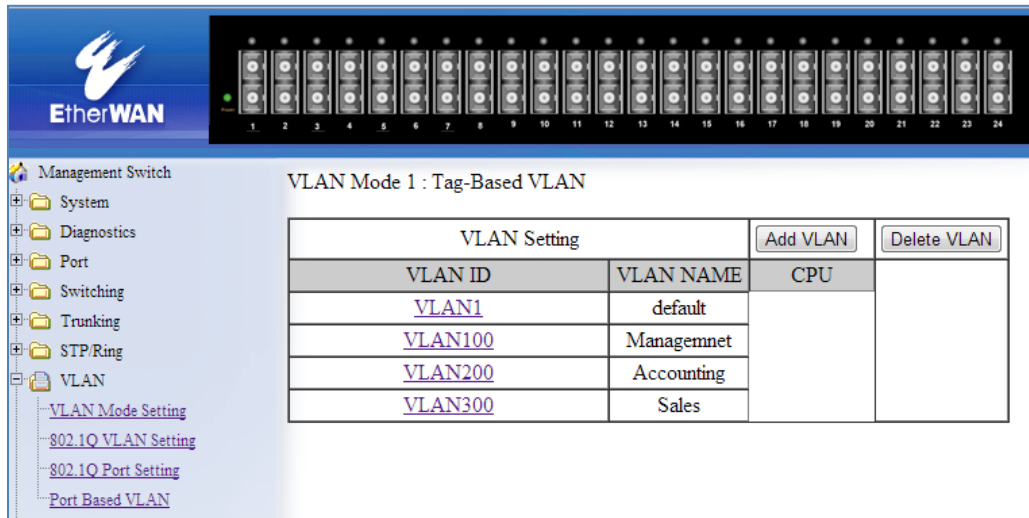 EtherWAN
Power
1 2 3 4 5 6 7 8 9 10 11 12 13 14 15 16 17 18 19 20 21 22 23 24
Management Switch
System
Diagnostics
Port
Switching
Trunking
STP/Ring
VLAN
VLAN Mode Setting
802.1Q VLAN Setting
802.1Q Port Setting
Port Based VLAN
VLAN Mode 1 : Tag-Based VLAN
VLAN Setting Add VLAN Delete VLAN
VLAN ID VLAN NAME CPU
VLAN1 default
VLAN100 Managemnet
VLAN200 Accounting
VLAN300 Sales